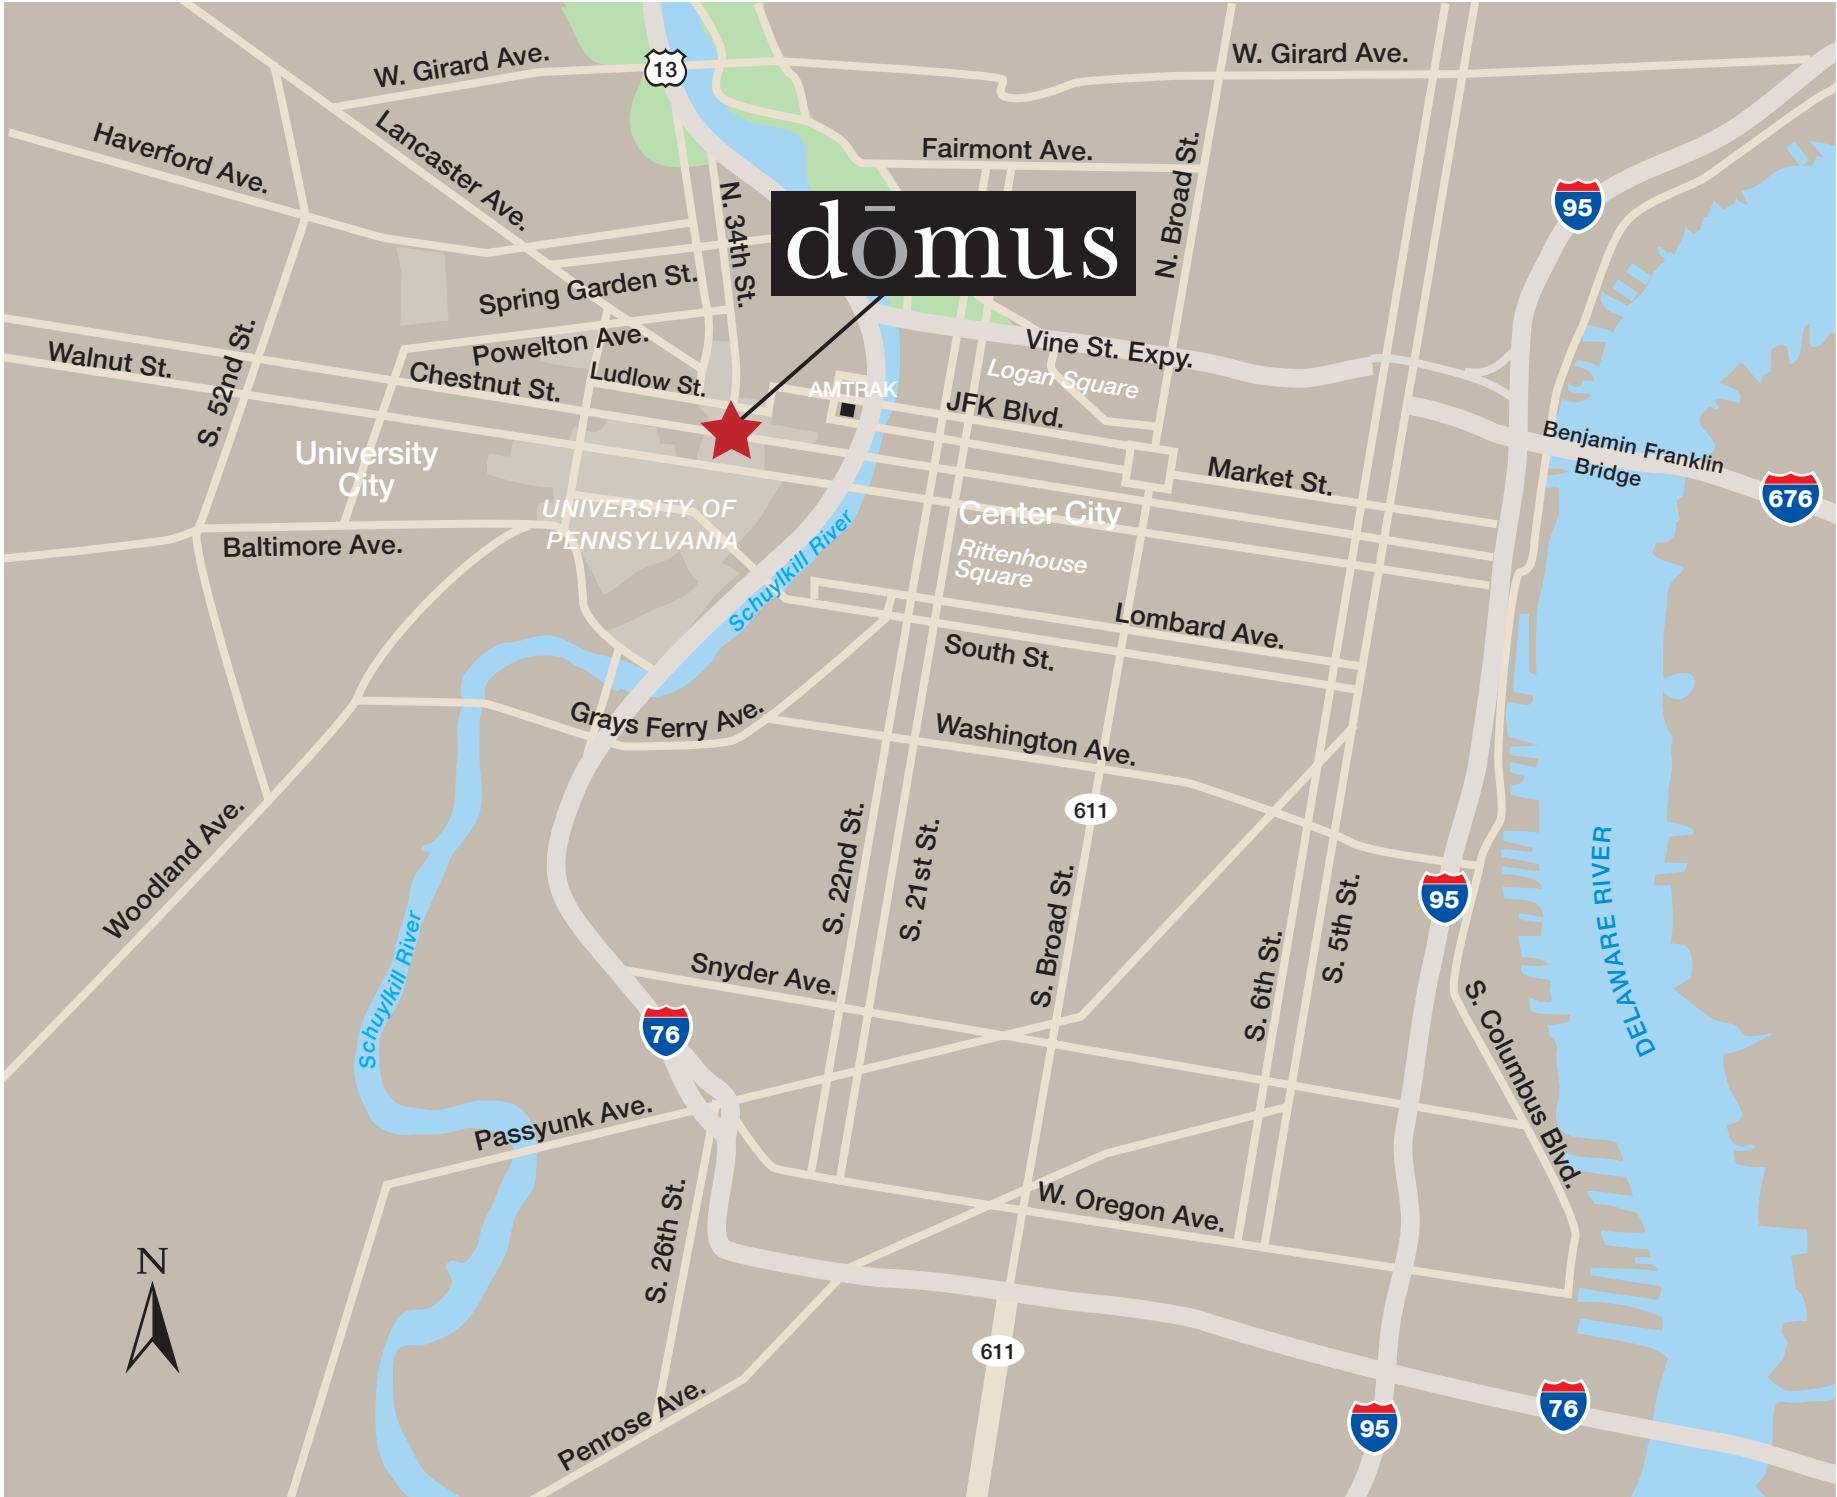 W. Girard Ave.
13
W. Girard Ave.
Haverford Ave.
Lancaster Ave.
Fairmont Ave.
N. 34th St.
N. Broad St.
95
dōmus
Spring Garden St.
Powelton Ave.
Walnut St.
S. 52nd St.
Chestnut St.
Ludlow St.
AMTRAK
Vine St. Expy.
Logan Square
JFK Blvd.
Market St.
Benjamin Franklin
Bridge
676
University
City
UNIVERSITY OF
PENNSYLVANIA
Center City
Rittenhouse
Square
Baltimore Ave.
Schuylkill River
Lombard Ave.
South St.
Grays Ferry Ave.
Washington Ave.
611
Woodland Ave.
S. 22nd St.
S. 21st St.
S. Broad St.
S. 6th St.
S. 5th St.
95
DELAWARE RIVER
Schuylkill River
Snyder Ave.
76
S. Columbus Blvd.
Passyunk Ave.
S. 26th St.
W. Oregon Ave.
N
611
Penrose Ave.
95
76